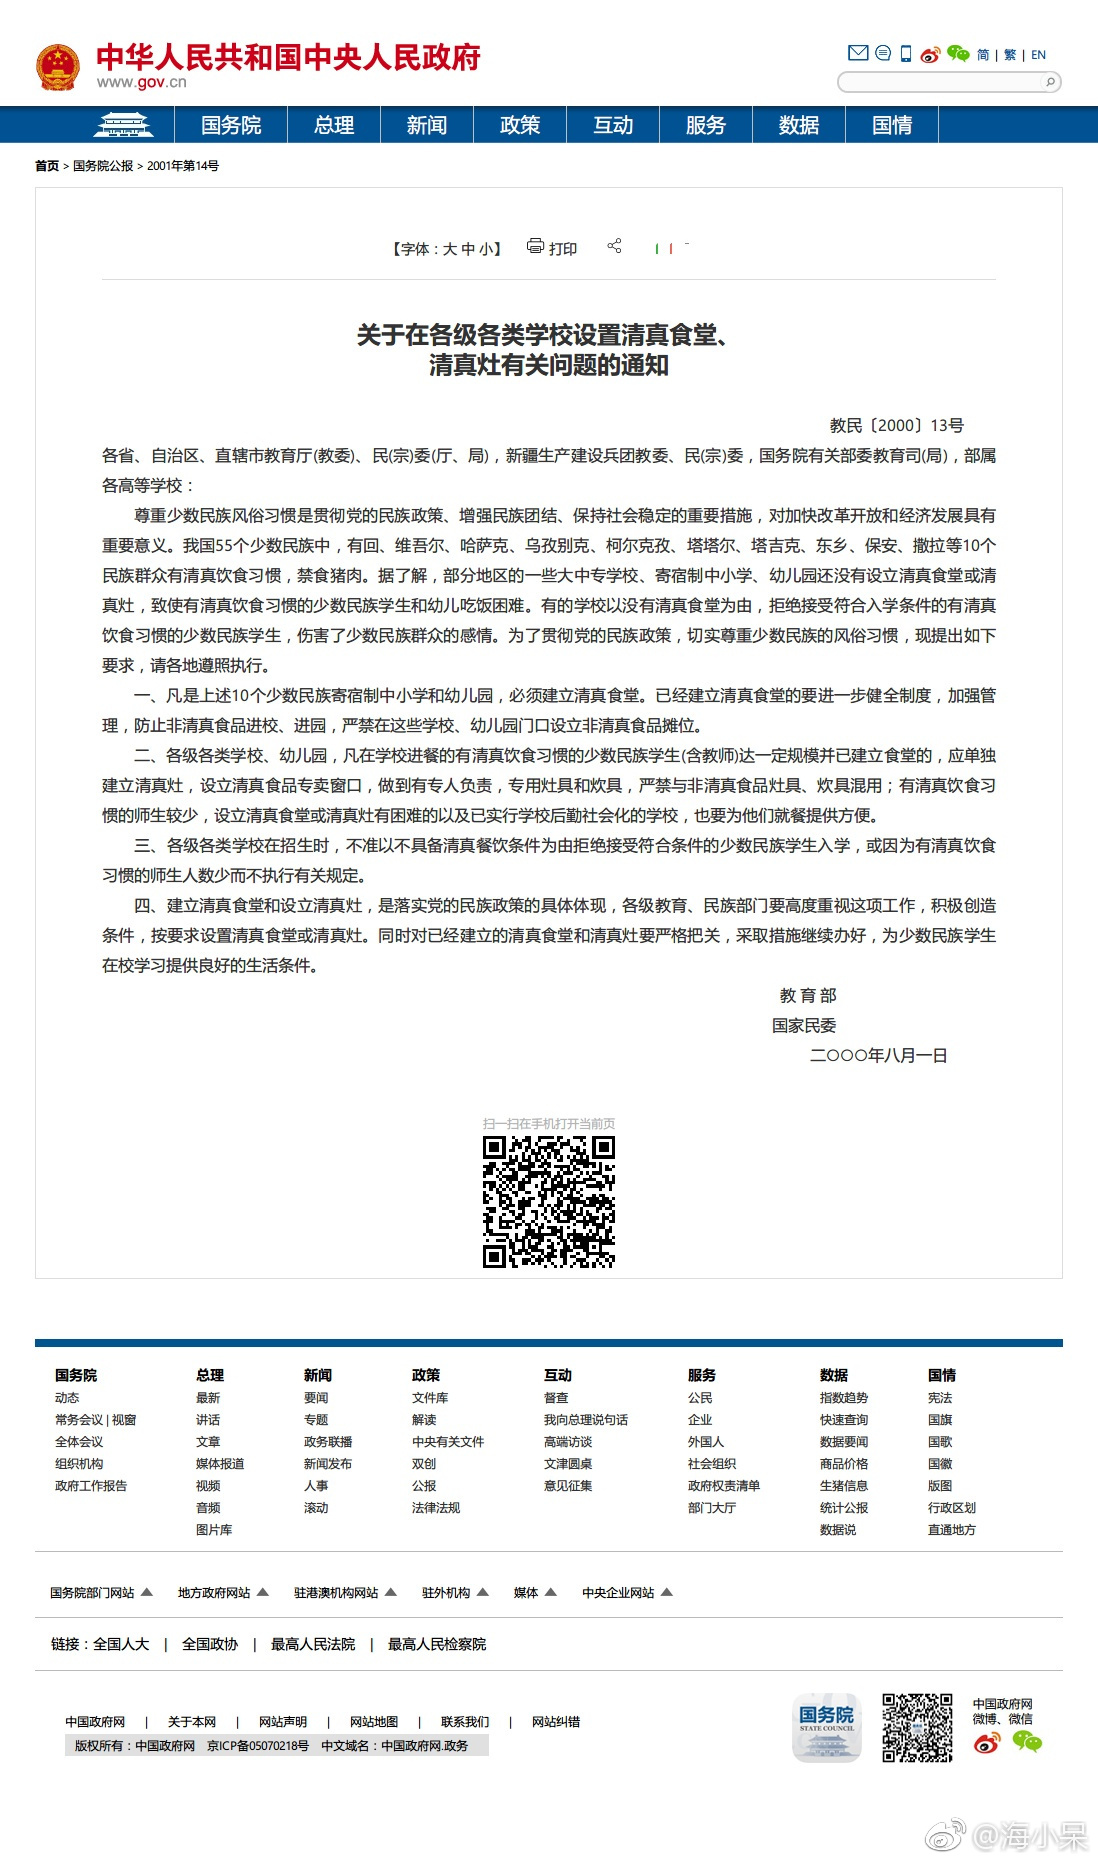 中华人民共和国中央人民政府
www.gov.cn
简 | 繁 | EN
国务院 总理 新闻 政策 互动 服务 数据 国情
首页 > 国务院公报 > 2001年第14号
【字体：大 中 小】 打印
关于在各级各类学校设置清真食堂、
清真灶有关问题的通知
教民〔2000〕13号
各省、自治区、直辖市教育厅(教委)、民(宗)委(厅、局)，新疆生产建设兵团教委、民(宗)委，国务院有关部委教育司(局)，部属
各高等学校：
尊重少数民族风俗习惯是贯彻党的民族政策、增强民族团结、保持社会稳定的重要措施，对加快改革开放和经济发展具有
重要意义。我国55个少数民族中，有回、维吾尔、哈萨克、乌孜别克、柯尔克孜、塔塔尔、塔吉克、东乡、保安、撒拉等10个
民族群众有清真饮食习惯，禁食猪肉。据了解，部分地区的一些大中专学校、寄宿制中小学、幼儿园还没有设立清真食堂或清
真灶，致使有清真饮食习惯的少数民族学生和幼儿吃饭困难。有的学校以没有清真食堂为由，拒绝接受符合入学条件的有清真
饮食习惯的少数民族学生，伤害了少数民族群众的感情。为了贯彻党的民族政策，切实尊重少数民族的风俗习惯，现提出如下
要求，请各地遵照执行。
一、凡是上述10个少数民族寄宿制中小学和幼儿园，必须建立清真食堂。已经建立清真食堂的要进一步健全制度，加强管
理，防止非清真食品进校、进园，严禁在这些学校、幼儿园门口设立非清真食品摊位。
二、各级各类学校、幼儿园，凡在学校进餐的有清真饮食习惯的少数民族学生(含教师)达一定规模并已建立食堂的，应单独
建立清真灶，设立清真食品专卖窗口，做到有专人负责，专用灶具和炊具，严禁与非清真食品灶具、炊具混用；有清真饮食习
惯的师生较少，设立清真食堂或清真灶有困难的以及已实行学校后勤社会化的学校，也要为他们就餐提供方便。
三、各级各类学校在招生时，不准以不具备清真餐饮条件为由拒绝接受符合条件的少数民族学生入学，或因为有清真饮食
习惯的师生人数少而不执行有关规定。
四、建立清真食堂和设立清真灶，是落实党的民族政策的具体体现，各级教育、民族部门要高度重视这项工作，积极创造
条件，按要求设置清真食堂或清真灶。同时对已经建立的清真食堂和清真灶要严格把关，采取措施继续办好，为少数民族学生
在校学习提供良好的生活条件。
教 育 部
国家民委
二○○○年八月一日
扫一扫在手机打开当前页
国务院 总理 新闻 政策 互动 服务 数据 国情
动态 最新 要闻 文件库 督查 公民 指数趋势 宪法
常务会议 | 视窗 讲话 专题 解读 我向总理说句话 企业 快速查询 国旗
全体会议 文章 政务联播 中央有关文件 高端访谈 外国人 数据要闻 国歌
组织机构 媒体报道 新闻发布 双创 文津圆桌 社会组织 商品价格 国徽
政府工作报告 视频 人事 公报 意见征集 政府权责清单 生猪信息 版图
音频 滚动 法律法规 部门大厅 统计公报 行政区划
图片库 数据说 直通地方
国务院部门网站 地方政府网站 驻港澳机构网站 驻外机构 媒体 中央企业网站
链接：全国人大 | 全国政协 | 最高人民法院 | 最高人民检察院
中国政府网 | 关于本网 | 网站声明 | 网站地图 | 联系我们 | 网站纠错
版权所有：中国政府网 京ICP备05070218号 中文域名：中国政府网.政务
国务院
STATE COUNCIL
中国政府网
微博、微信
@海小呆